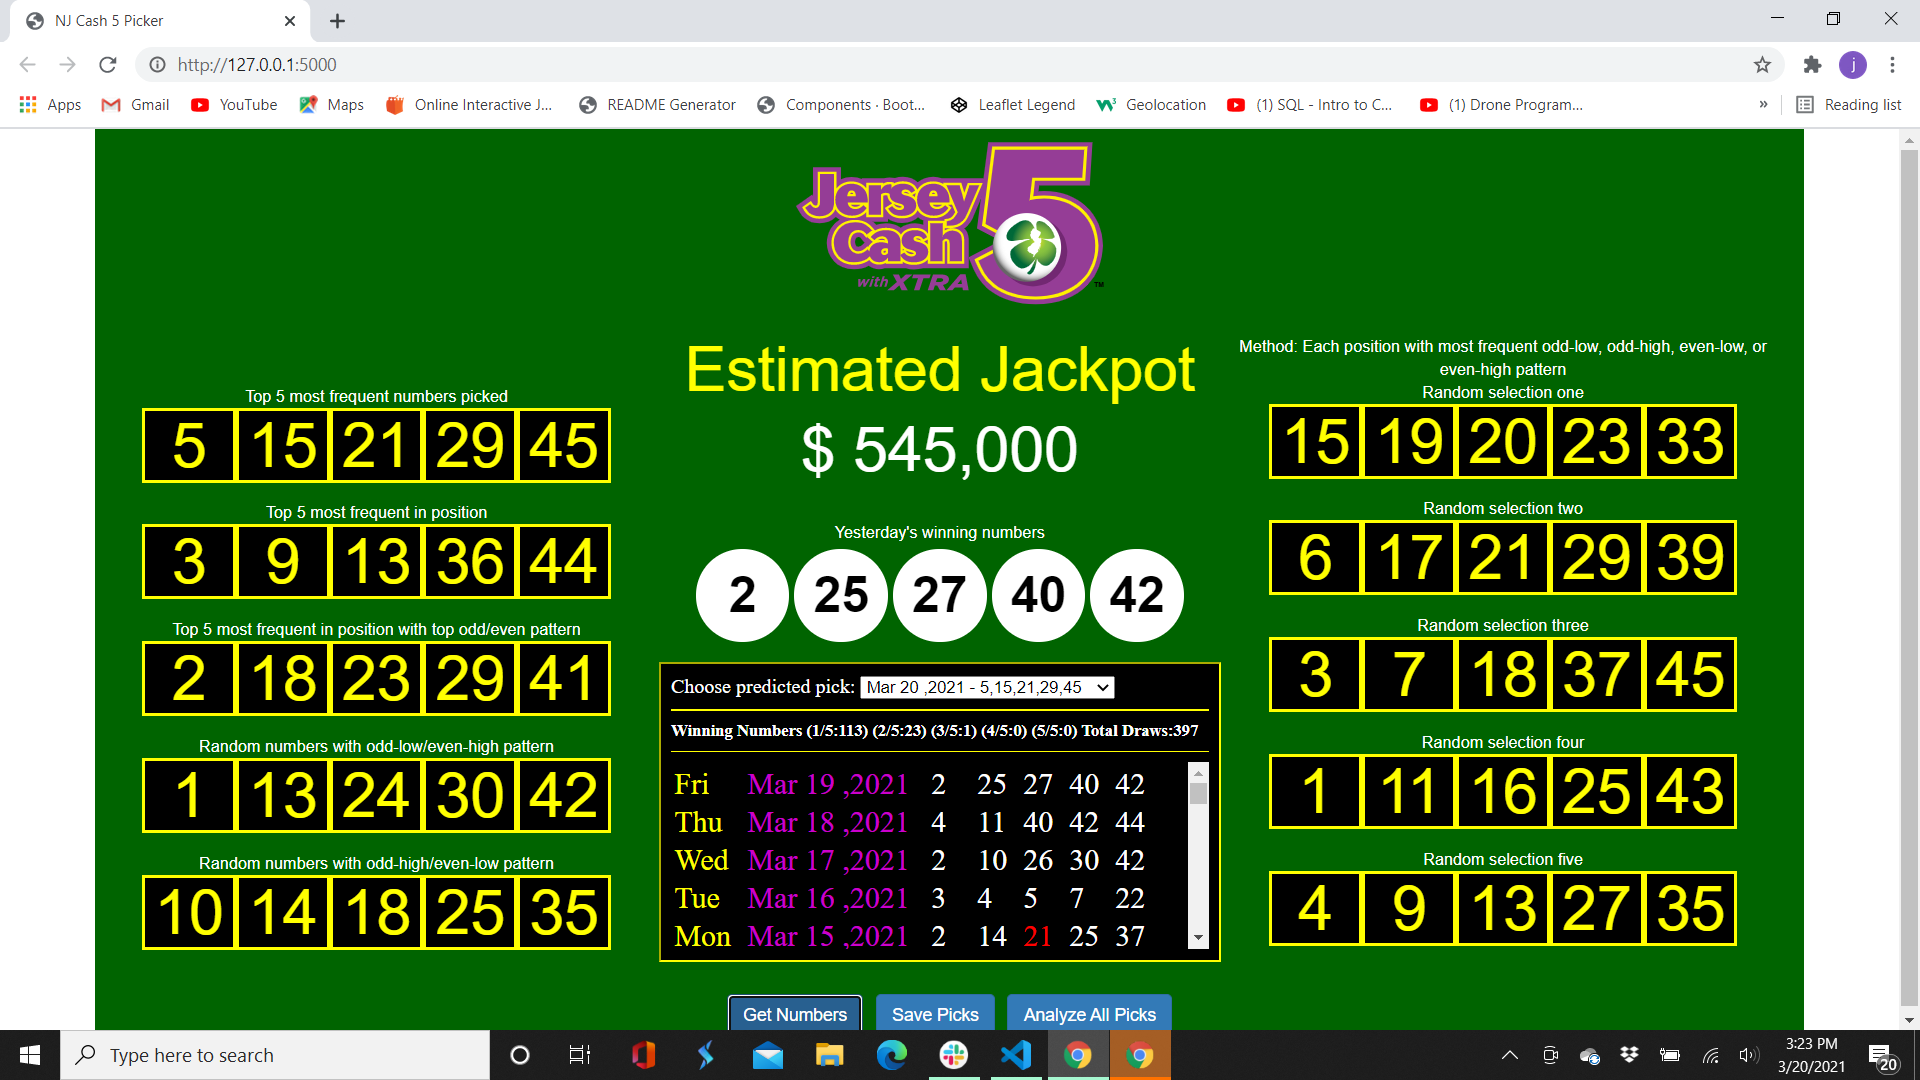 NJ Cash 5 Picker
http://127.0.0.1:5000
j
Apps
Gmail
YouTube
Maps
Online Interactive J...
README Generator
Components · Boot...
Leaflet Legend
Geolocation
(1) SQL - Intro to C...
(1) Drone Program...
»
Reading list
Jersey
Cash 5
with XTRA
TM
Top 5 most frequent numbers picked
5 15 21 29 45
Top 5 most frequent in position
3 9 13 36 44
Top 5 most frequent in position with top odd/even pattern
2 18 23 29 41
Random numbers with odd-low/even-high pattern
1 13 24 30 42
Random numbers with odd-high/even-low pattern
10 14 18 25 35
Estimated Jackpot
$ 545,000
Yesterday's winning numbers
2 25 27 40 42
Choose predicted pick: Mar 20 ,2021 - 5,15,21,29,45
Winning Numbers (1/5:113) (2/5:23) (3/5:1) (4/5:0) (5/5:0) Total Draws:397
Fri Mar 19 ,2021 2 25 27 40 42
Thu Mar 18 ,2021 4 11 40 42 44
Wed Mar 17 ,2021 2 10 26 30 42
Tue Mar 16 ,2021 3 4 5 7 22
Mon Mar 15 ,2021 2 14 21 25 37
Method: Each position with most frequent odd-low, odd-high, even-low, or
even-high pattern
Random selection one
15 19 20 23 33
Random selection two
6 17 21 29 39
Random selection three
3 7 18 37 45
Random selection four
1 11 16 25 43
Random selection five
4 9 13 27 35
Get Numbers
Save Picks
Analyze All Picks
Type here to search
3:23 PM
3/20/2021
20